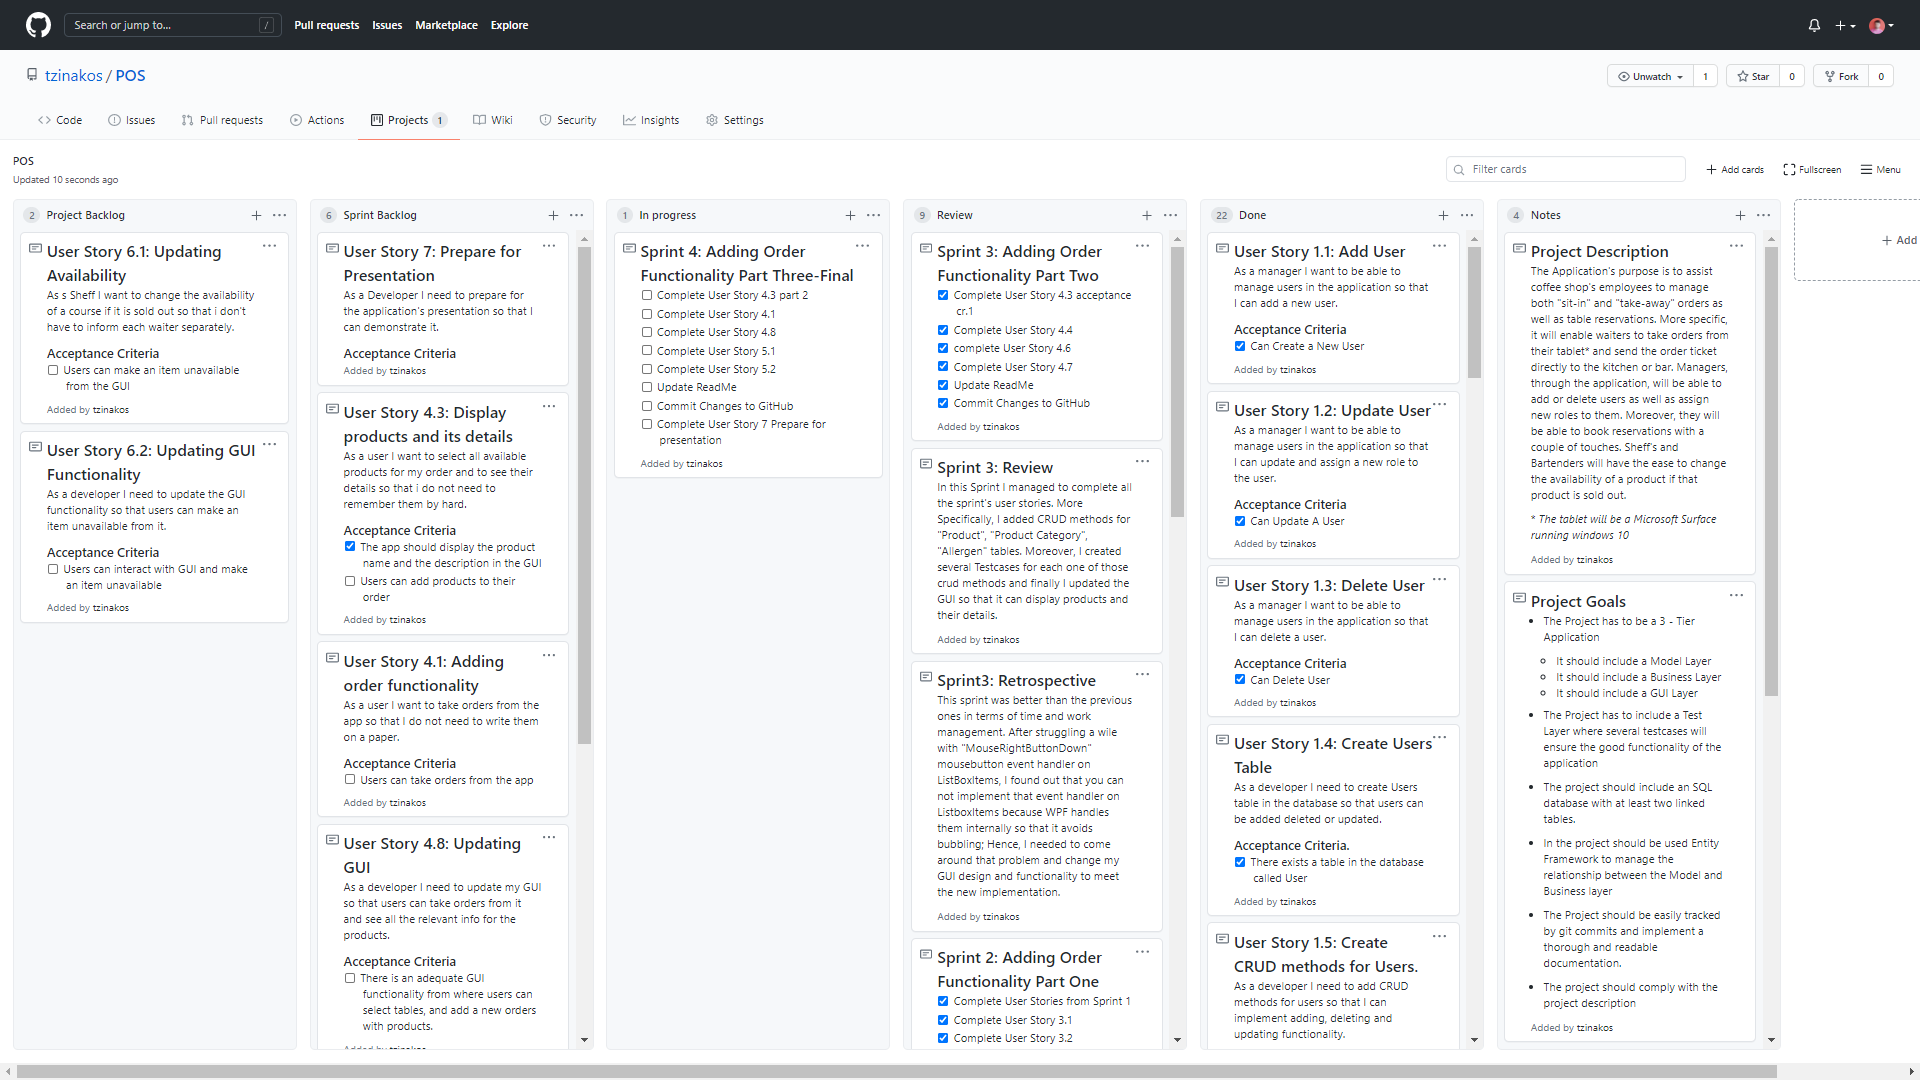 Search or jump to...
/
Pull requests
Issues
Marketplace
Explore
tzinakos / POS
Unwatch
1
Star
0
Fork
0
Code
Issues
Pull requests
Actions
Projects 1
Wiki
Security
Insights
Settings
POS
Updated 10 seconds ago
Filter cards
Add cards
Fullscreen
Menu
2 Project Backlog
User Story 6.1: Updating
Availability
As s Sheff I want to change the availability
of a course if it is sold out so that i don't
have to inform each waiter separately.
Acceptance Criteria
Users can make an item unavailable
from the GUI
Added by tzinakos
User Story 6.2: Updating GUI
Functionality
As a developer I need to update the GUI
functionality so that users can make an
item unavailable from it.
Acceptance Criteria
Users can interact with GUI and make
an item unavailable
Added by tzinakos
6 Sprint Backlog
User Story 7: Prepare for
Presentation
As a Developer I need to prepare for
the application's presentation so that I
can demonstrate it.
Acceptance Criteria
Added by tzinakos
User Story 4.3: Display
products and its details
As a user I want to select all available
products for my order and to see their
details so that i do not need to
remember them by hard.
Acceptance Criteria
The app should display the product
name and the description in the GUI
Users can add products to their
order
Added by tzinakos
User Story 4.1: Adding
order functionality
As a user I want to take orders from the
app so that I do not need to write them
on a paper.
Acceptance Criteria
Users can take orders from the app
Added by tzinakos
User Story 4.8: Updating
GUI
As a developer I need to update my GUI
so that users can take orders from it
and see all the relevant info for the
products.
Acceptance Criteria
There is an adequate GUI
functionality from where users can
select tables, and add a new orders
with products.
Added by tzinakos
1 In progress
Sprint 4: Adding Order
Functionality Part Three-Final
Complete User Story 4.3 part 2
Complete User Story 4.1
Complete User Story 4.8
Complete User Story 5.1
Complete User Story 5.2
Update ReadMe
Commit Changes to GitHub
Complete User Story 7 Prepare for
presentation
Added by tzinakos
9 Review
Sprint 3: Adding Order
Functionality Part Two
Complete User Story 4.3 acceptance
cr.1
Complete User Story 4.4
complete User Story 4.6
Complete User Story 4.7
Update ReadMe
Commit Changes to GitHub
Added by tzinakos
Sprint 3: Review
In this Sprint I managed to complete all
the sprint's user stories. More
Specifically, I added CRUD methods for
"Product", "Product Category",
"Allergen" tables. Moreover, I created
several Testcases for each one of those
crud methods and finally I updated the
GUI so that it can display products and
their details.
Added by tzinakos
Sprint3: Retrospective
This sprint was better than the previous
ones in terms of time and work
management. After struggling a wile
with "MouseRightButtonDown"
mousebutton event handler on
ListBoxItems, I found out that you can
not implement that event handler on
ListboxItems because WPF handles
them internally so that it avoids
bubbling; Hence, I needed to come
around that problem and change my
GUI design and functionality to meet
the new implementation.
Added by tzinakos
Sprint 2: Adding Order
Functionality Part One
Complete User Stories from Sprint 1
Complete User Story 3.1
Complete User Story 3.2
22 Done
User Story 1.1: Add User
As a manager I want to be able to
manage users in the application so that
I can add a new user.
Acceptance Criteria
Can Create a New User
Added by tzinakos
User Story 1.2: Update User
As a manager I want to be able to
manage users in the application so that
I can update and assign a new role to
the user.
Acceptance Criteria
Can Update A User
Added by tzinakos
User Story 1.3: Delete User
As a manager I want to be able to
manage users in the application so that
I can delete a user.
Acceptance Criteria
Can Delete User
Added by tzinakos
User Story 1.4: Create Users
Table
As a developer I need to create Users
table in the database so that users can
be added deleted or updated.
Acceptance Criteria.
There exists a table in the database
called User
Added by tzinakos
User Story 1.5: Create
CRUD methods for Users.
As a developer I need to add CRUD
methods for users so that I can
implement adding, deleting and
updating functionality.
4 Notes
Project Description
The Application's purpose is to assist
coffee shop's employees to manage
both "sit-in" and "take-away" orders as
well as table reservations. More specific,
it will enable waiters to take orders from
their tablet* and send the order ticket
directly to the kitchen or bar. Managers,
through the application, will be able to
add or delete users as well as assign
new roles to them. Moreover, they will
be able to book reservations with a
couple of touches. Sheff's and
Bartenders will have the ease to change
the availability of a product if that
product is sold out.
* The tablet will be a Microsoft Surface
running windows 10
Added by tzinakos
Project Goals
The Project has to be a 3 - Tier
Application
It should include a Model Layer
It should include a Business Layer
It should include a GUI Layer
The Project has to include a Test
Layer where several testcases will
ensure the good functionality of the
application
The project should include an SQL
database with at least two linked
tables.
In the project should be used Entity
Framework to manage the
relationship between the Model and
Business layer
The Project should be easily tracked
by git commits and implement a
thorough and readable
documentation.
The project should comply with the
project description
Added by tzinakos
Add